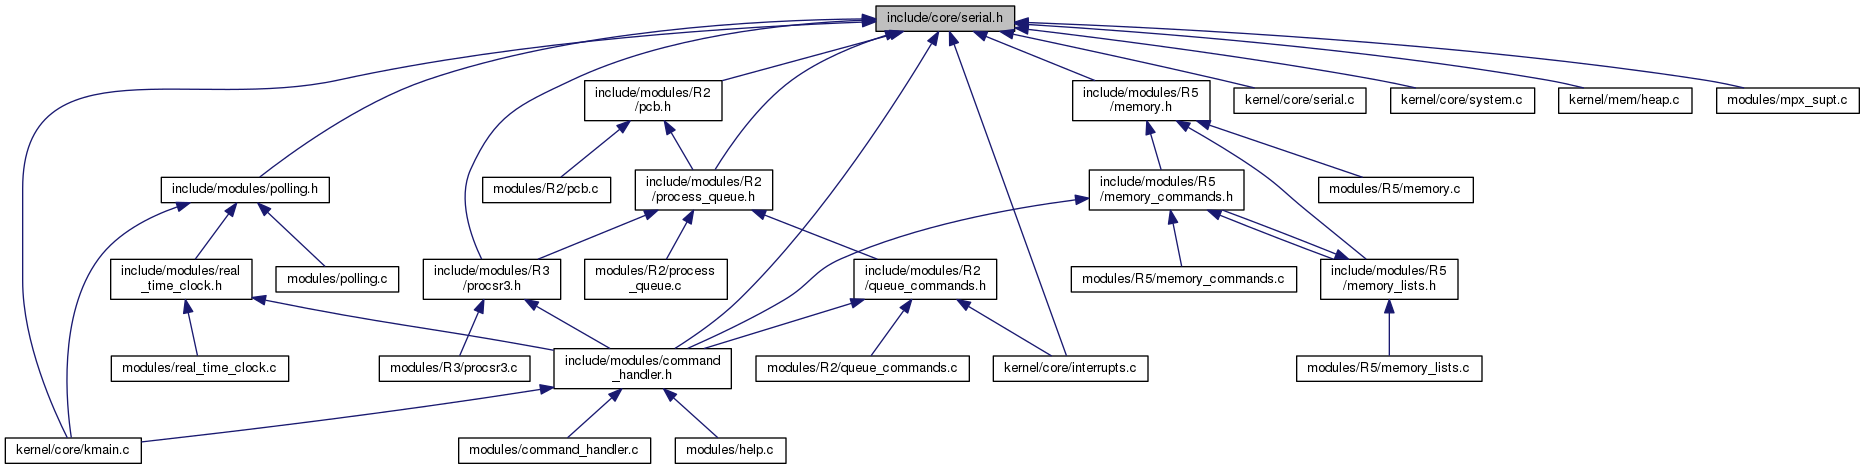 include/core/serial.h
include/modules/R2
/pcb.h
include/modules/R5
/memory.h
kernel/core/serial.c
kernel/core/system.c
kernel/mem/heap.c
modules/mpx_supt.c
include/modules/polling.h
modules/R2/pcb.c
include/modules/R2
/process_queue.h
include/modules/R5
/memory_commands.h
modules/R5/memory.c
include/modules/real
_time_clock.h
modules/polling.c
include/modules/R3
/procsr3.h
modules/R2/process
_queue.c
include/modules/R2
/queue_commands.h
modules/R5/memory_commands.c
include/modules/R5
/memory_lists.h
modules/real_time_clock.c
modules/R3/procsr3.c
include/modules/command
_handler.h
modules/R2/queue_commands.c
kernel/core/interrupts.c
modules/R5/memory_lists.c
kernel/core/kmain.c
modules/command_handler.c
modules/help.c